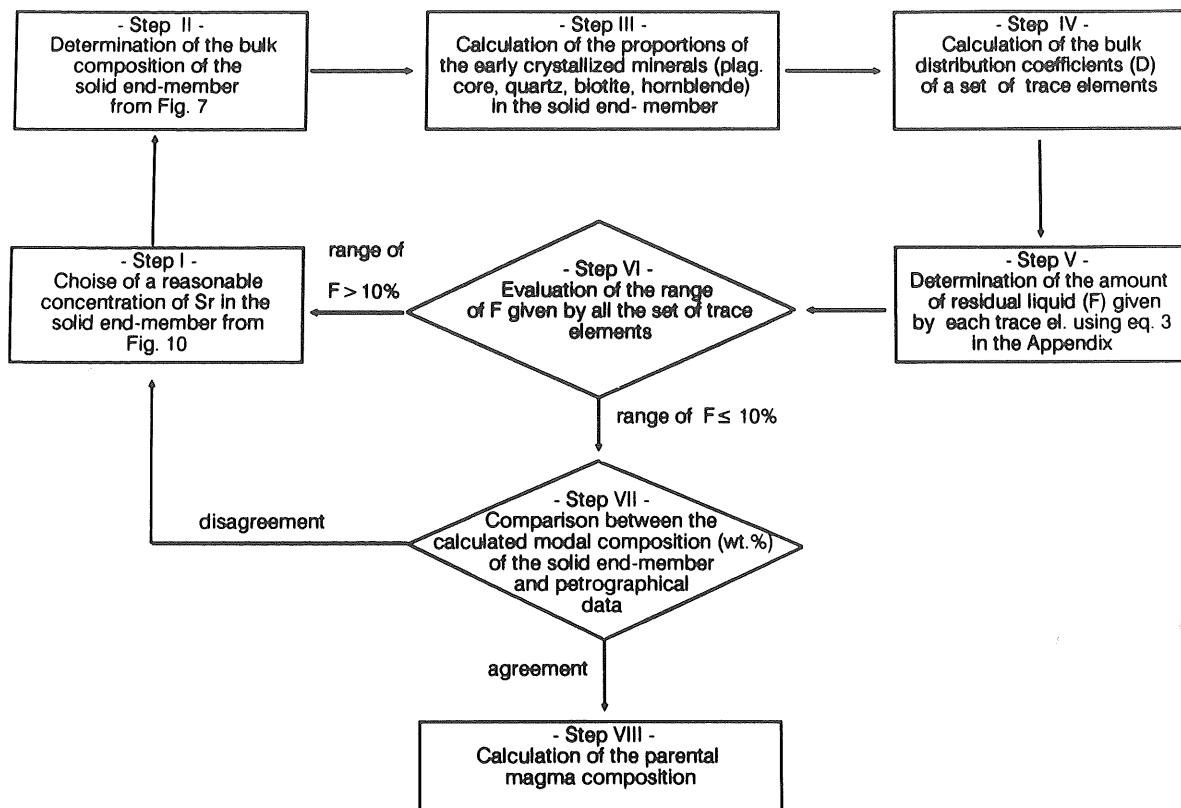 - Step II -
Determination of the bulk
composition of the
solid end-member
from Fig. 7
- Step III -
Calculation of the proportions of
the early crystallized minerals (plag.
core, quartz, biotite, hornblende)
in the solid end- member
- Step IV -
Calculation of the bulk
distribution coefficients (D)
of a set of trace elements
- Step I -
Choise of a reasonable
concentration of Sr in the
solid end-member from
Fig. 10
range of
F > 10%
- Step VI -
Evaluation of the range
of F given by all the set of trace
elements
- Step V -
Determination of the amount
of residual liquid (F) given
by each trace el. using eq. 3
in the Appendix
range of F ≤ 10%
disagreement
- Step VII -
Comparison between the
calculated modal composition (wt.%)
of the solid end-member
and petrographical
data
agreement
- Step VIII -
Calculation of the parental
magma composition